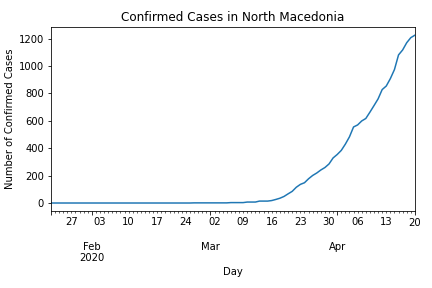 Confirmed Cases in North Macedonia
1200
1000
800
600
400
200
0
Number of Confirmed Cases
27 03 10 17 24 02 09 16 23 30 06 13 20
Feb Mar Apr
2020
Day